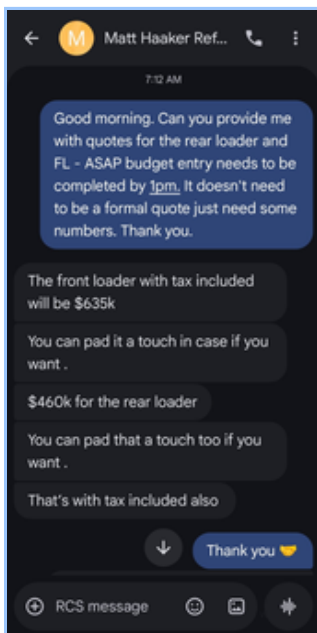 M Matt Haaker Ref...
7:12 AM
Good morning. Can you provide me
with quotes for the rear loader and
FL - ASAP budget entry needs to be
completed by 1pm. It doesn't need
to be a formal quote just need some
numbers. Thank you.
The front loader with tax included
will be $635k
You can pad it a touch in case if you
want .
$460k for the rear loader
You can pad that a touch too if you
want .
That's with tax included also
Thank you 🤝
RCS message